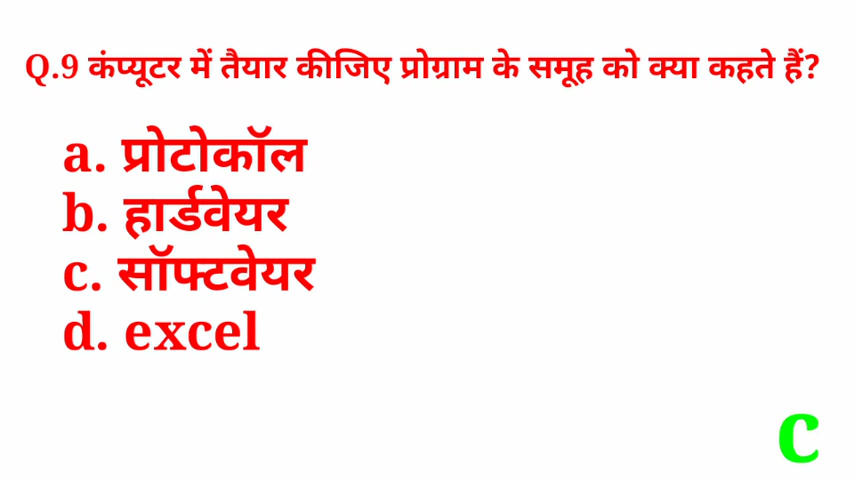 Q.9 कंप्यूटर में तैयार कीजिए प्रोग्राम के समूह को क्या कहते हैं?
a. प्रोटोकॉल
b. हार्डवेयर
c. सॉफ्टवेयर
d. excel
c